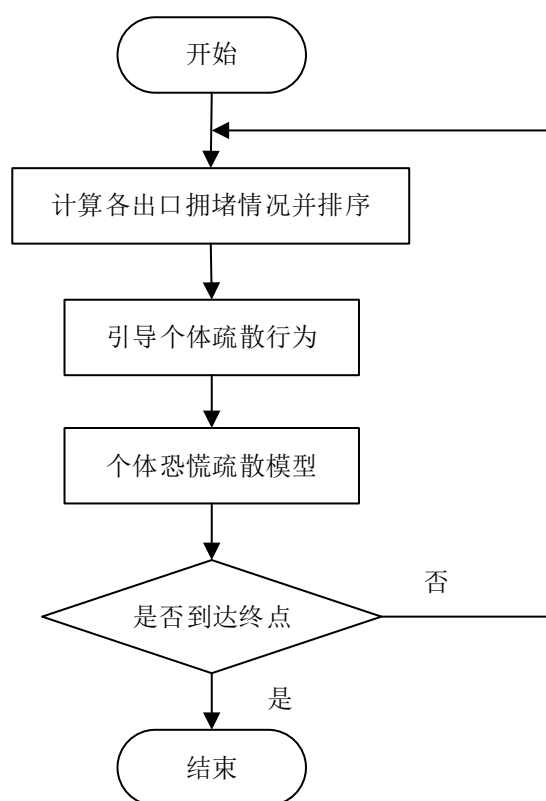 开始
计算各出口拥堵情况并排序
引导个体疏散行为
个体恐慌疏散模型
是否到达终点
否
是
结束